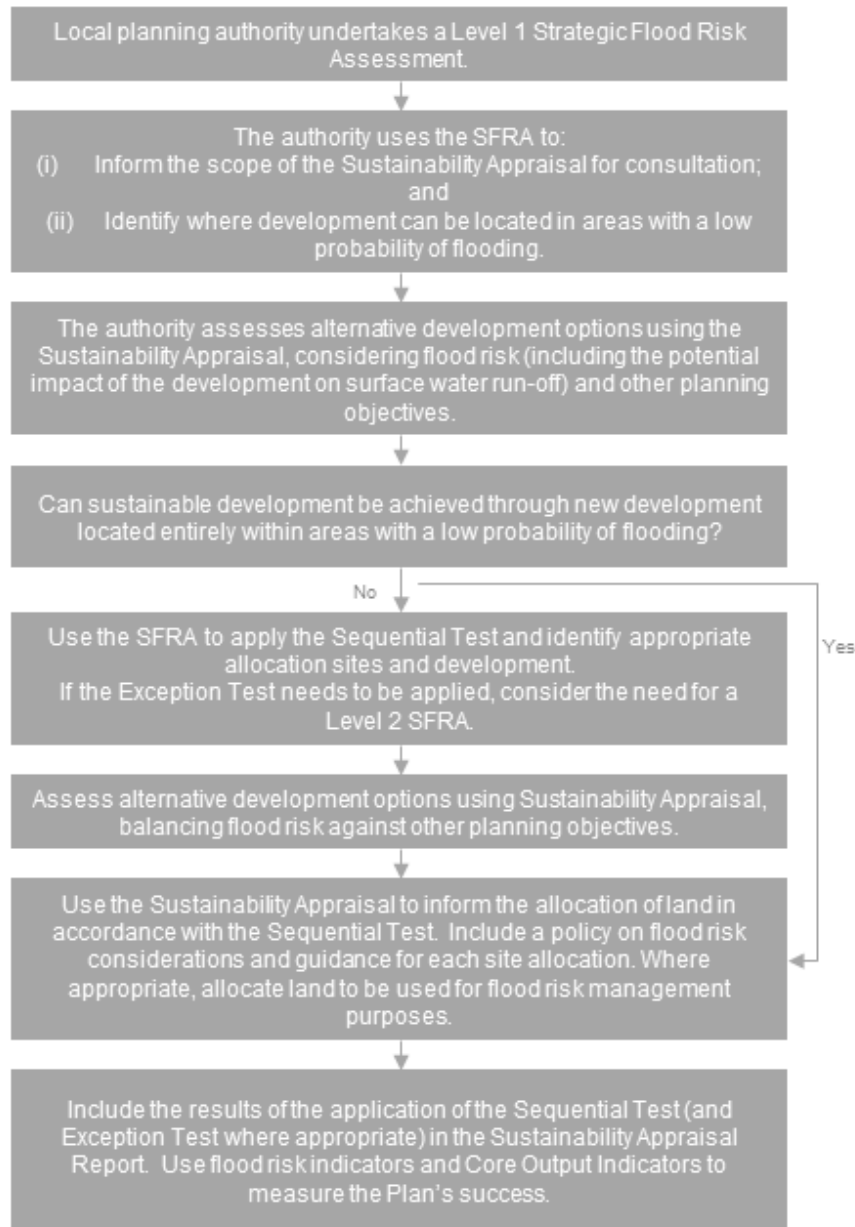 Local planning authority undertakes a Level 1 Strategic Flood Risk
Assessment.
The authority uses the SFRA to:
(i) Inform the scope of the Sustainability Appraisal for consultation;
and
(ii) Identify where development can be located in areas with a low
probability of flooding.
The authority assesses alternative development options using the
Sustainability Appraisal, considering flood risk (including the potential
impact of the development on surface water run-off) and other planning
objectives.
Can sustainable development be achieved through new development
located entirely within areas with a low probability of flooding?
No
Yes
Use the SFRA to apply the Sequential Test and identify appropriate
allocation sites and development.
If the Exception Test needs to be applied, consider the need for a
Level 2 SFRA.
Assess alternative development options using Sustainability Appraisal,
balancing flood risk against other planning objectives.
Use the Sustainability Appraisal to inform the allocation of land in
accordance with the Sequential Test. Include a policy on flood risk
considerations and guidance for each site allocation. Where
appropriate, allocate land to be used for flood risk management
purposes.
Include the results of the application of the Sequential Test (and
Exception Test where appropriate) in the Sustainability Appraisal
Report. Use flood risk indicators and Core Output Indicators to
measure the Plan's success.